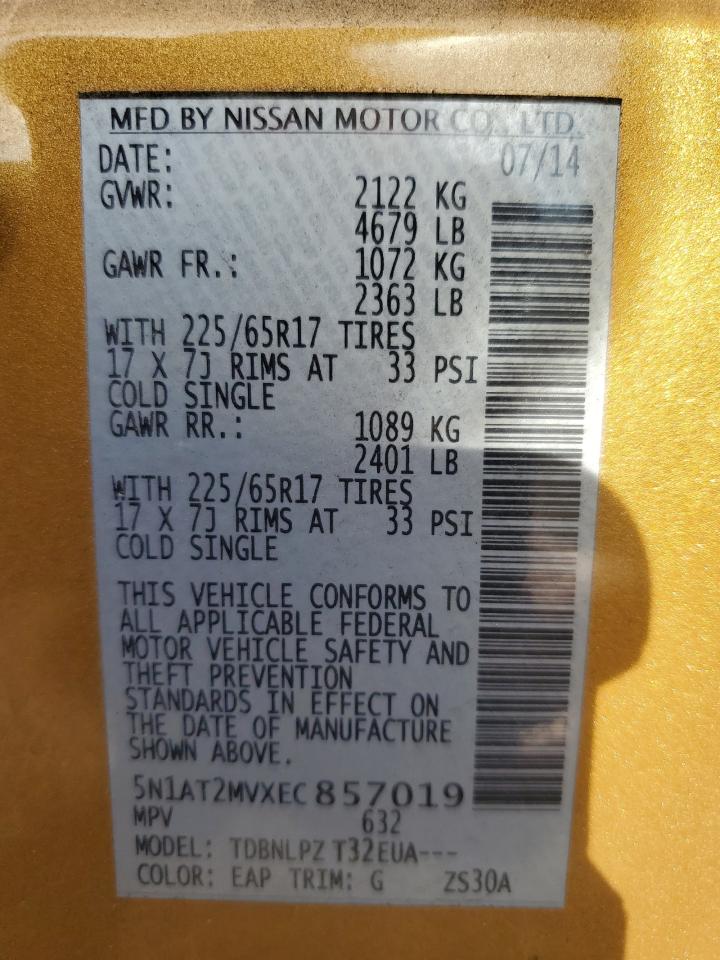 MFD BY NISSAN MOTOR CO., LTD.
DATE: 07/14
GVWR: 2122 KG
4679 LB
GAWR FR.: 1072 KG
2363 LB
WITH 225/65R17 TIRES
17 X 7J RIMS AT 33 PSI
COLD SINGLE
GAWR RR.: 1089 KG
2401 LB
WITH 225/65R17 TIRES
17 X 7J RIMS AT 33 PSI
COLD SINGLE
THIS VEHICLE CONFORMS TO
ALL APPLICABLE FEDERAL
MOTOR VEHICLE SAFETY AND
THEFT PREVENTION
STANDARDS IN EFFECT ON
THE DATE OF MANUFACTURE
SHOWN ABOVE.
5N1AT2MVXEC857019
MPV 632
MODEL: TDBNLPZ T32EUA---
COLOR: EAP TRIM: G ZS30A